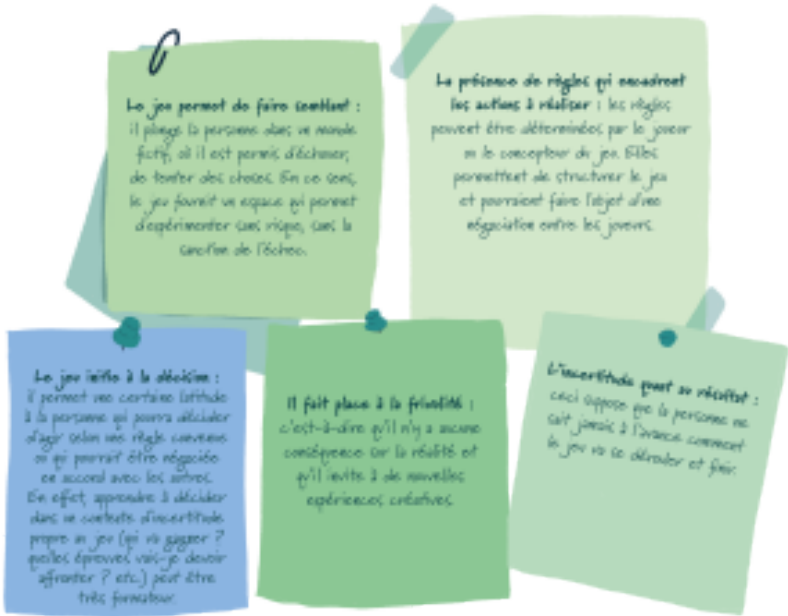 Le jeu permet de faire semblant :
il plonge la personne dans un monde
fictif, où il est permis d'échouer,
de tenter des choses. En ce sens,
le jeu fournit un espace qui permet
d'expérimenter sans risque, sans la
sanction de l'échec.
La présence de règles qui encadrent
les actions à réaliser : les règles
peuvent être déterminées par le joueur
ou le concepteur du jeu. Elles
permettent de structurer le jeu
et pourraient faire l'objet d'une
négociation entre les joueurs.
Le jeu initie à la décision :
il permet une certaine latitude
à la personne qui pourra décider
d'agir selon une règle convenue
ou qui pourrait être négociée
en accord avec les autres.
En effet, apprendre à décider
dans un contexte d'incertitude
propre au jeu (qui va gagner ?
quelles épreuves vais-je devoir
affronter ? etc.) peut être
très formateur.
Il fait place à la frivolité :
c'est-à-dire qu'il n'y a aucune
conséquence sur la réalité et
qu'il invite à de nouvelles
expériences créatives.
L'incertitude quant au résultat :
ceci suppose que la personne ne
sait jamais à l'avance comment
le jeu va se dérouler et finir.